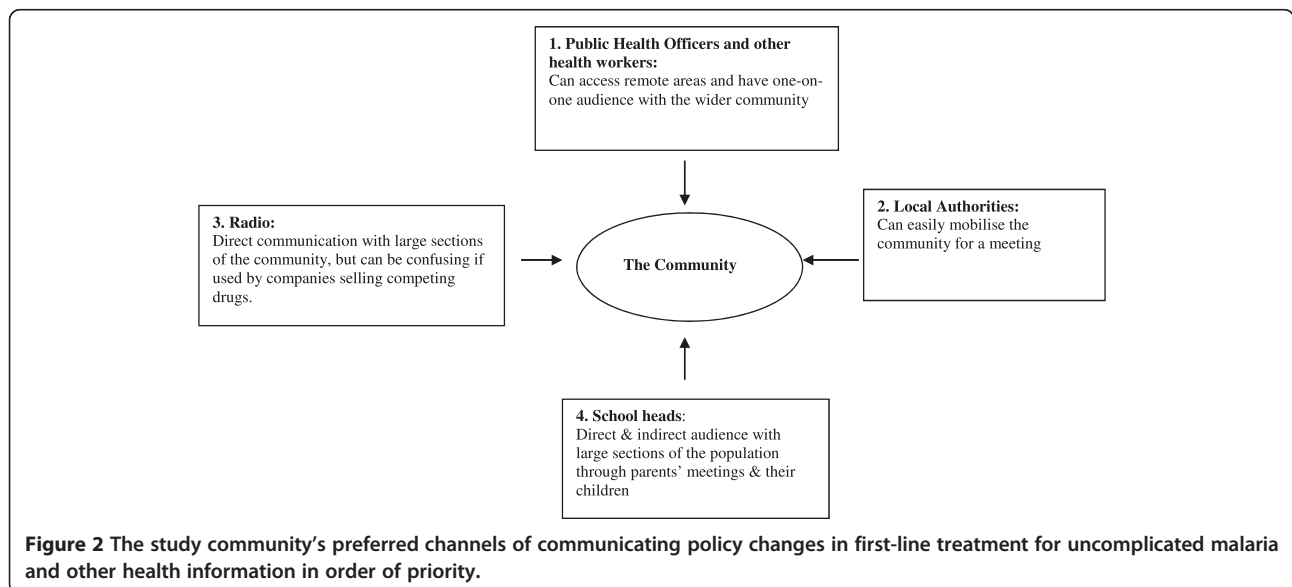 1. Public Health Officers and other
health workers:
Can access remote areas and have one-on-
one audience with the wider community
2. Local Authorities:
Can easily mobilise the
community for a meeting
3. Radio:
Direct communication with large sections
of the community, but can be confusing if
used by companies selling competing
drugs.
The Community
4. School heads:
Direct & indirect audience with
large sections of the population
through parents' meetings & their
children
Figure 2 The study community's preferred channels of communicating policy changes in first-line treatment for uncomplicated malaria
and other health information in order of priority.